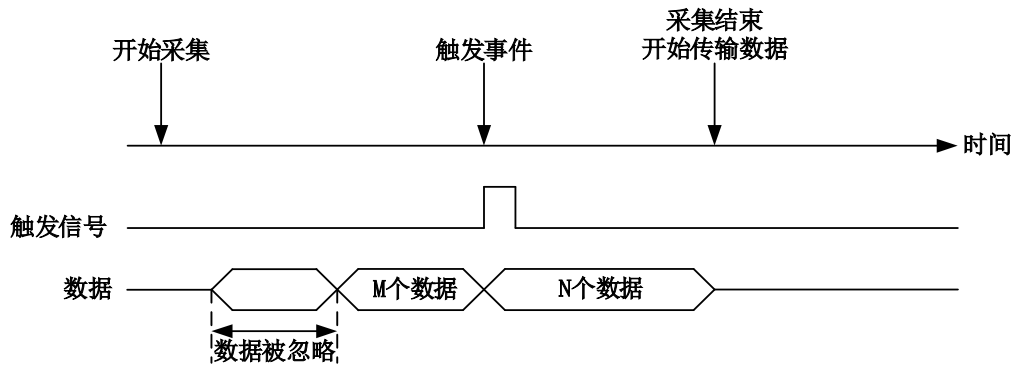 采集结束
开始采集
触发事件
开始传输数据
时间
触发信号
数据
M个数据
N个数据
数据被忽略